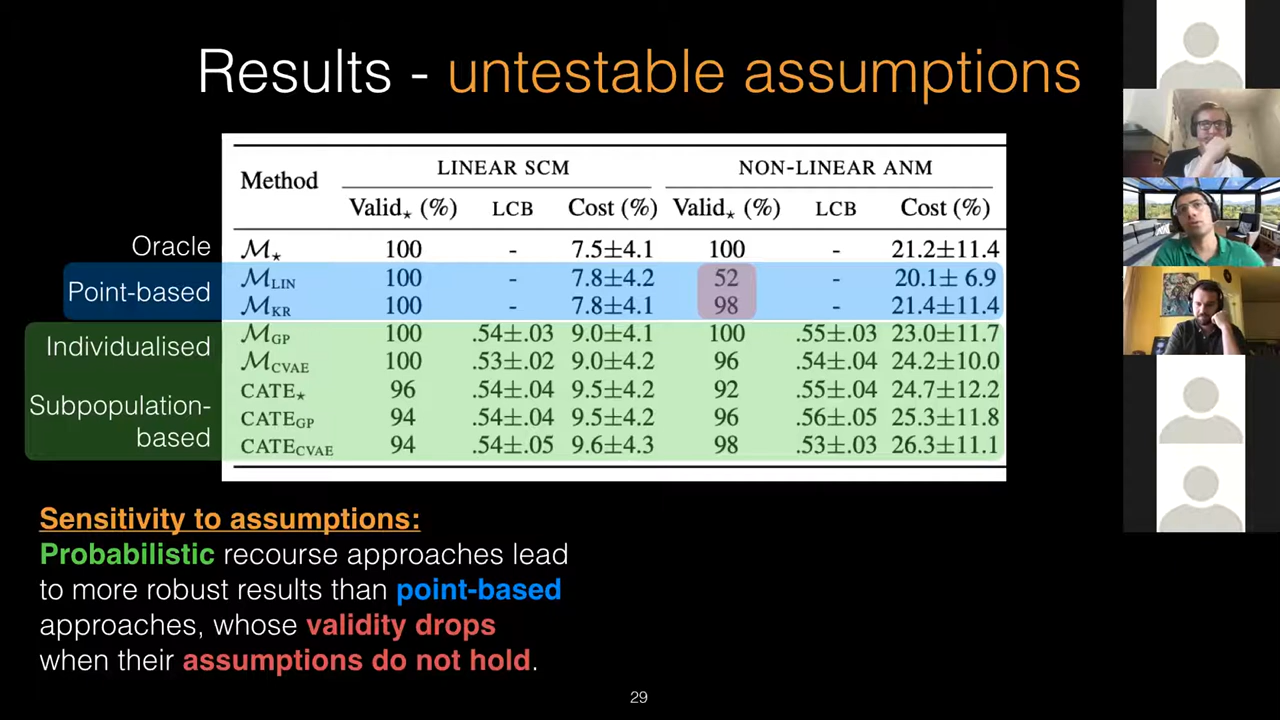 Results - untestable assumptions
Method LINEAR SCM NON-LINEAR ANM
Valid⋆ (%) LCB Cost (%) Valid⋆ (%) LCB Cost (%)
Oracle M⋆ 100 - 7.5±4.1 100 - 21.2±11.4
Point-based
M_LIN 100 - 7.8±4.2 52 - 20.1± 6.9
M_KR 100 - 7.8±4.1 98 - 21.4±11.4
Individualised
M_GP 100 .54±.03 9.0±4.1 100 .55±.03 23.0±11.7
M_CVAE 100 .53±.02 9.0±4.2 96 .54±.04 24.2±10.0
Subpopulation-
based
CATE⋆ 96 .54±.04 9.5±4.2 92 .55±.04 24.7±12.2
CATE_GP 94 .54±.04 9.5±4.2 96 .56±.05 25.3±11.8
CATE_CVAE 94 .54±.05 9.6±4.3 98 .53±.03 26.3±11.1
Sensitivity to assumptions:
Probabilistic recourse approaches lead
to more robust results than point-based
approaches, whose validity drops
when their assumptions do not hold.
29